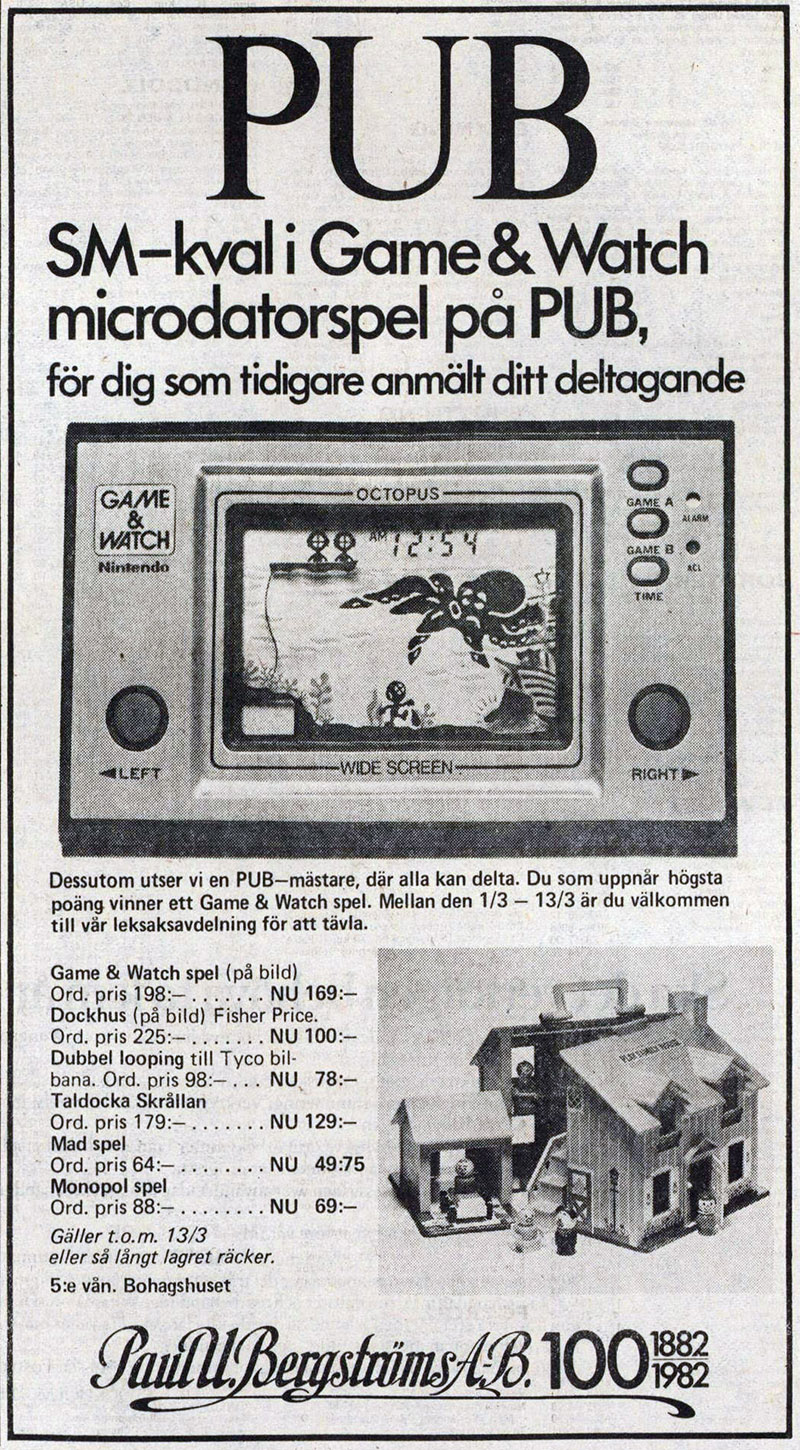 PUB
SM–kval i Game & Watch
microdatorspel på PUB,
för dig som tidigare anmält ditt deltagande
GAME
&
WATCH
Nintendo
OCTOPUS
AM 12:54
GAME A
ALARM
GAME B
ACL
TIME
◄LEFT
WIDE SCREEN
RIGHT►
Dessutom utser vi en PUB–mästare, där alla kan delta. Du som uppnår högsta
poäng vinner ett Game & Watch spel. Mellan den 1/3 – 13/3 är du välkommen
till vår leksaksavdelning för att tävla.
Game & Watch spel (på bild)
Ord. pris 198:– . . . . . . . NU 169:–
Dockhus (på bild) Fisher Price.
Ord. pris 225:– . . . . . . . NU 100:–
Dubbel looping till Tyco bil-
bana. Ord. pris 98:– . . . NU 78:–
Taldocka Skrållan
Ord. pris 179:– . . . . . . . NU 129:–
Mad spel
Ord. pris 64:– . . . . . . . . NU 49:75
Monopol spel
Ord. pris 88:– . . . . . . . . NU 69:–
Gäller t.o.m. 13/3
eller så långt lagret räcker.
5:e vån. Bohagshuset
PLAY FAMILY HOUSE
Paul U. Bergströms A-B. 100 1882 1982